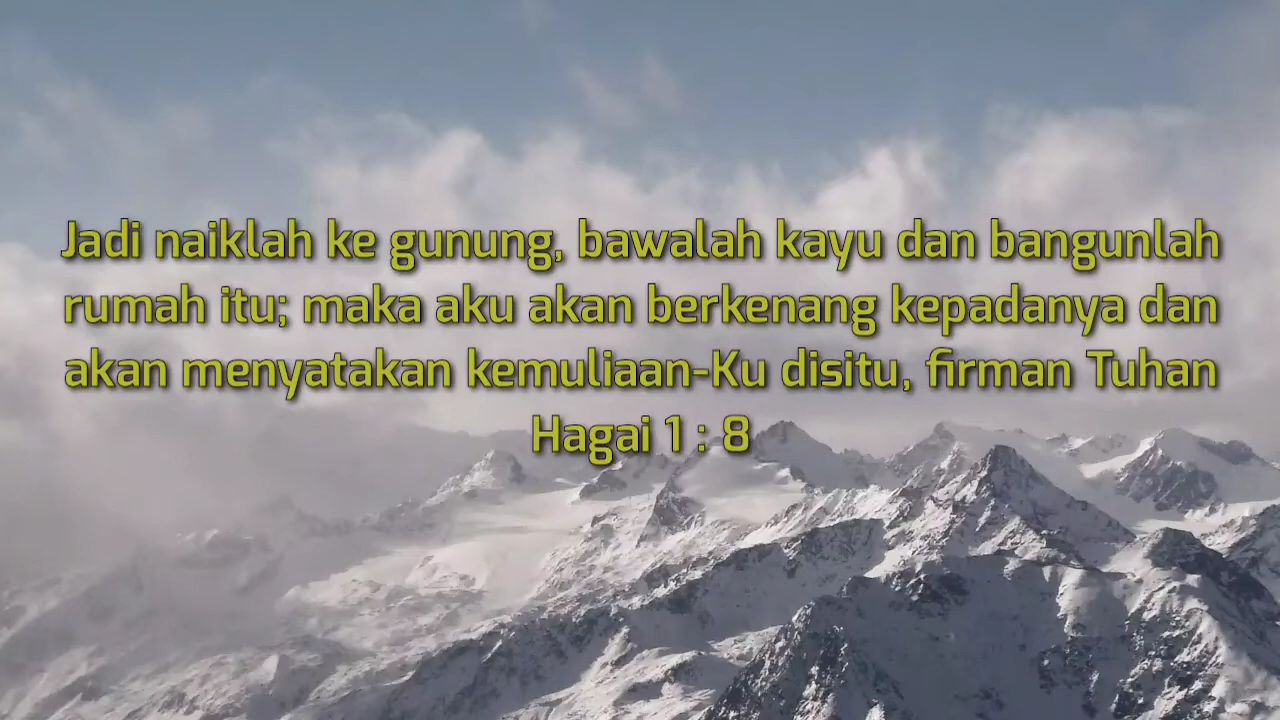 Jadi naiklah ke gunung, bawalah kayu dan bangunlah
rumah itu; maka aku akan berkenang kepadanya dan
akan menyatakan kemuliaan-Ku disitu, firman Tuhan
Hagai 1 : 8